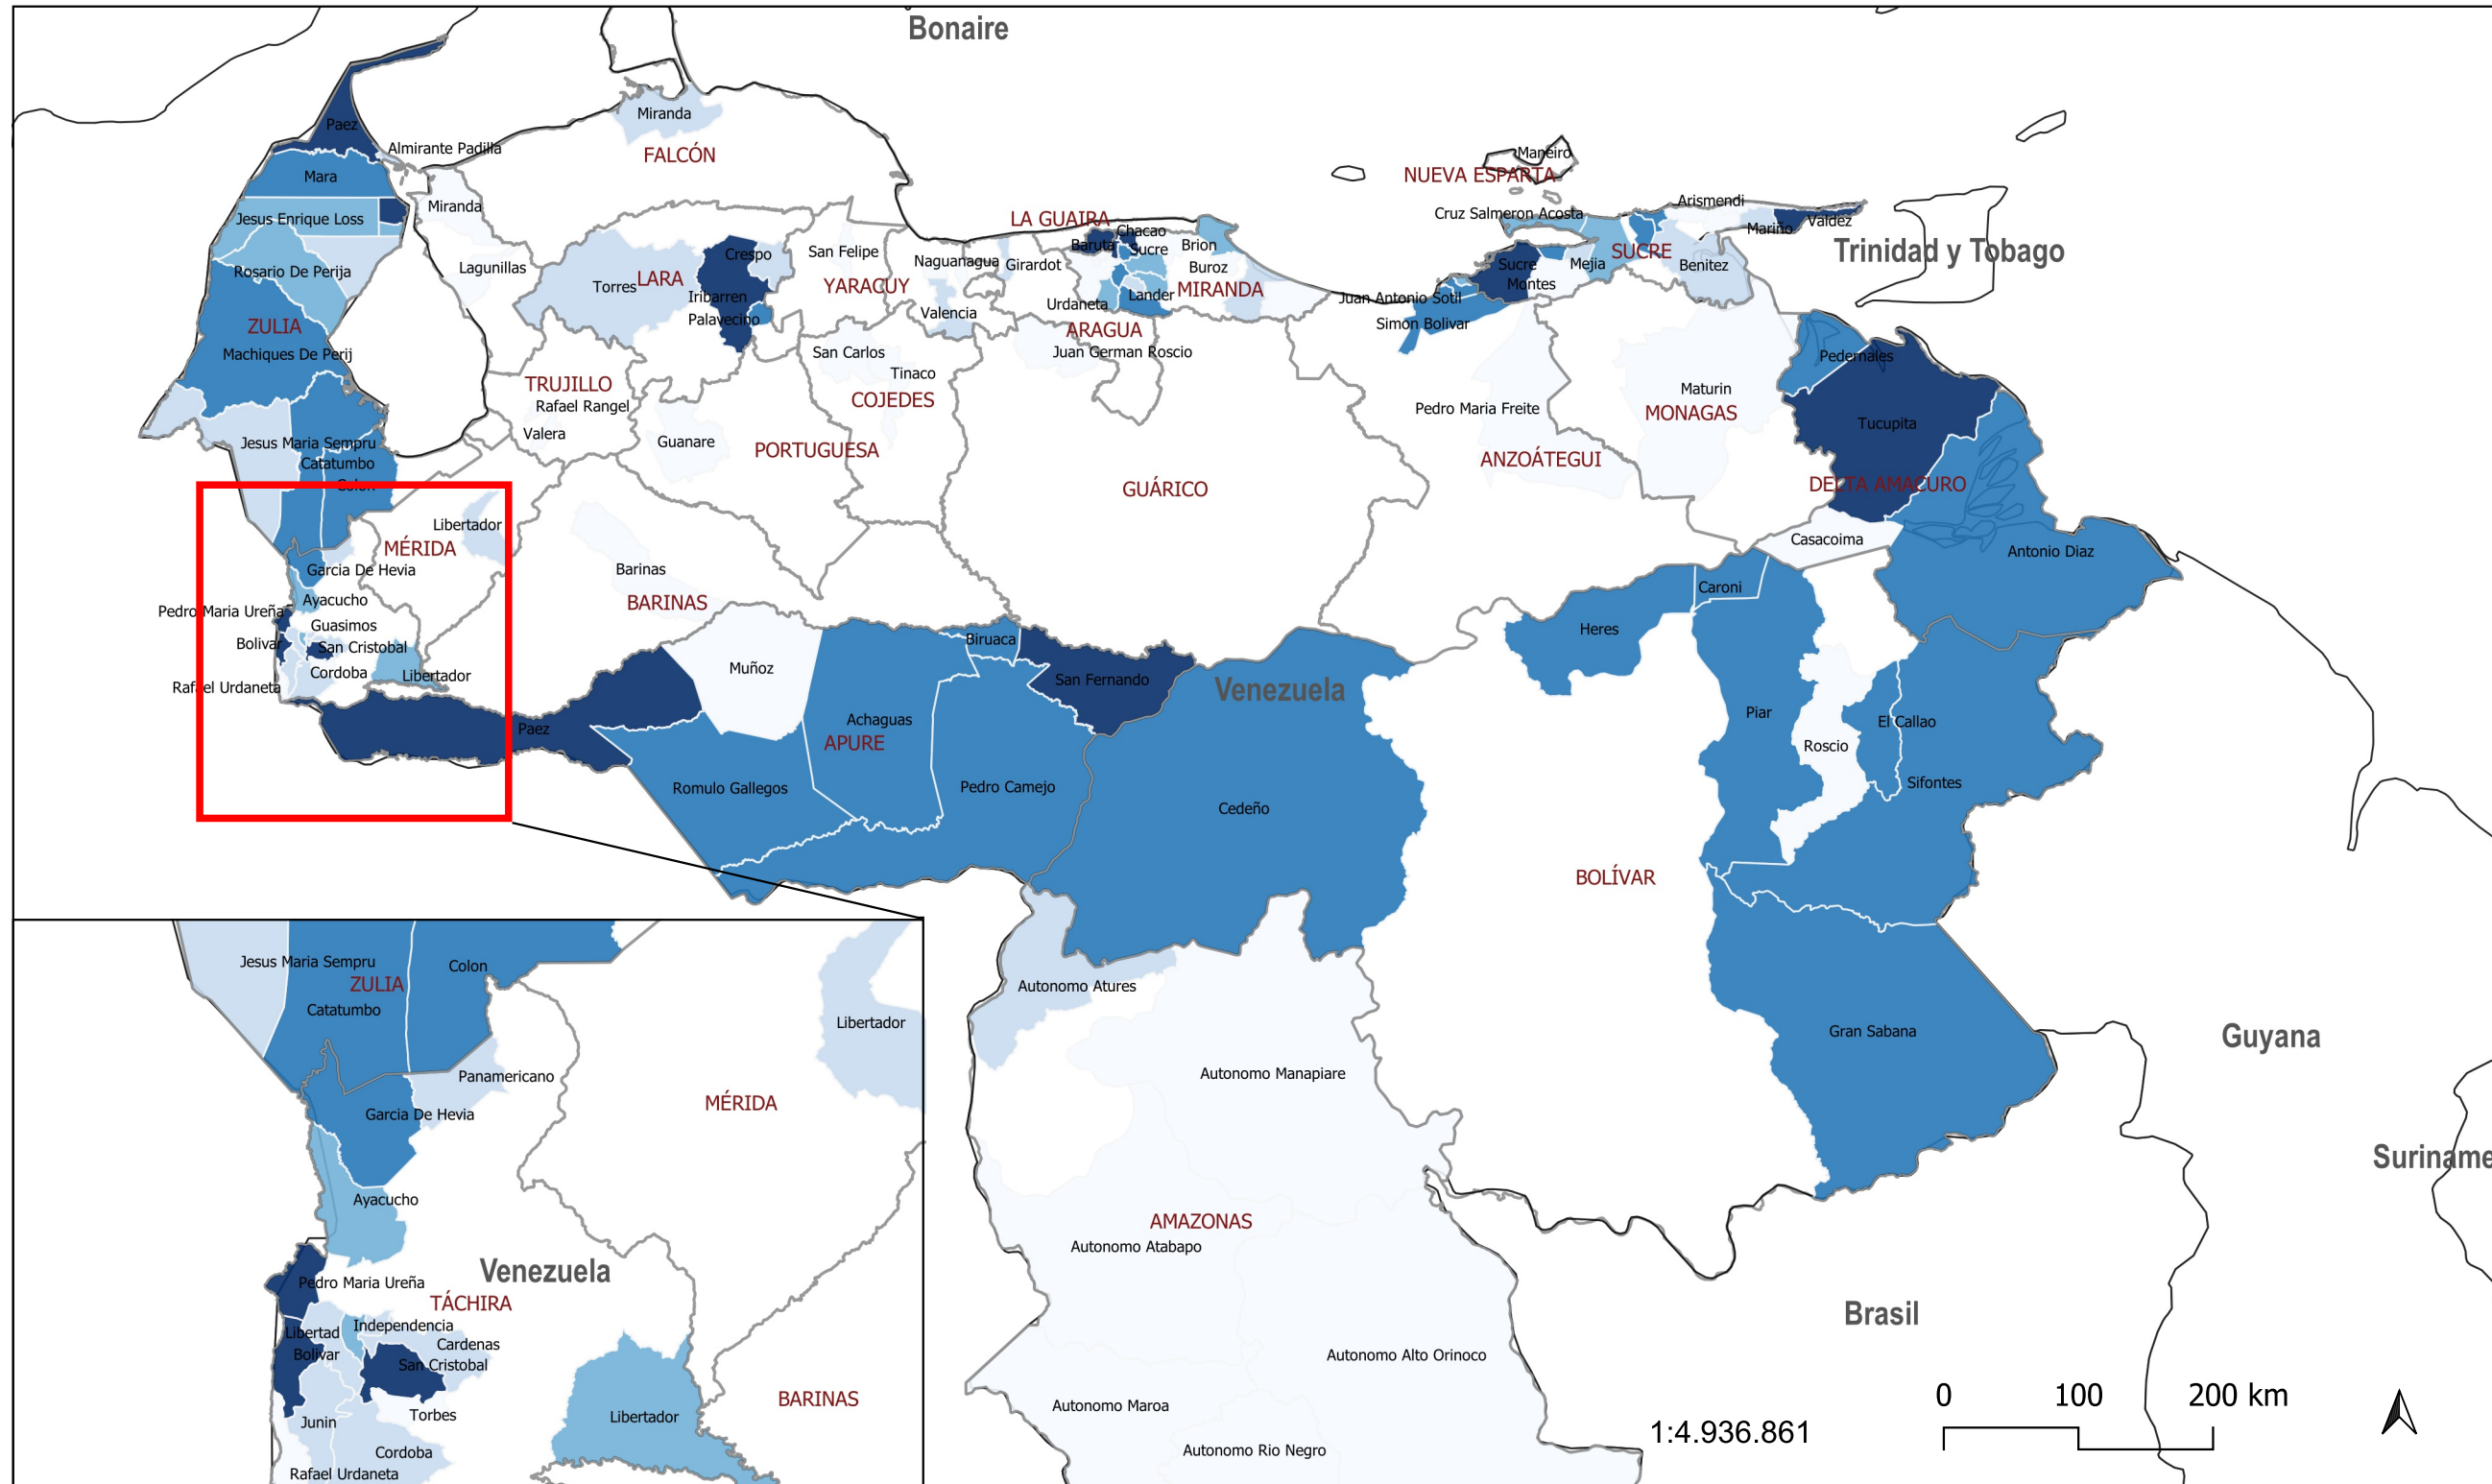 Bonaire
Miranda
FALCÓN
Paez
Almirante Padilla
Mara
Miranda
Jesus Enrique Loss
Rosario De Perija
Lagunillas
ZULIA
Machiques De Perij
Torres
LARA
Crespo
Iribarren
Palavecino
San Felipe
YARACUY
Naguanagua
Girardot
Valencia
LA GUAIRA
Chacao
Baruta
Sucre
Brion
Buroz
MIRANDA
Urdaneta
Lander
ARAGUA
Juan German Roscio
San Carlos
Tinaco
COJEDES
TRUJILLO
Rafael Rangel
Valera
Guanare
PORTUGUESA
GUÁRICO
Maneiro
NUEVA ESPARTA
Cruz Salmeron Acosta
Arismendi
Mariño
Valdez
Trinidad y Tobago
SUCRE
Sucre
Mejia
Benitez
Montes
Juan Antonio Sotil
Simon Bolivar
Pedro Maria Freite
ANZOÁTEGUI
Maturin
MONAGAS
Pedernales
Tucupita
DELTA AMACURO
Casacoima
Antonio Diaz
Jesus Maria Sempru
Catatumbo
Colon
Libertador
MÉRIDA
Garcia De Hevia
Ayacucho
Pedro Maria Ureña
Guasimos
Bolivar
San Cristobal
Cordoba
Libertador
Rafael Urdaneta
Barinas
BARINAS
Muñoz
Paez
Biruaca
San Fernando
Achaguas
APURE
Romulo Gallegos
Pedro Camejo
Venezuela
Cedeño
Heres
Caroni
Piar
Roscio
El Callao
Sifontes
BOLÍVAR
Gran Sabana
Guyana
Suriname
Brasil
Autonomo Atures
Autonomo Manapiare
AMAZONAS
Autonomo Atabapo
Autonomo Alto Orinoco
Autonomo Maroa
Autonomo Rio Negro
Jesus Maria Sempru
ZULIA
Colon
Catatumbo
Libertador
Panamericano
Garcia De Hevia
MÉRIDA
Ayacucho
Venezuela
Pedro Maria Ureña
TÁCHIRA
Libertad
Independencia
Cardenas
Bolivar
San Cristobal
BARINAS
Junin
Torbes
Libertador
Cordoba
Rafael Urdaneta
1:4.936.861
0 100 200 km